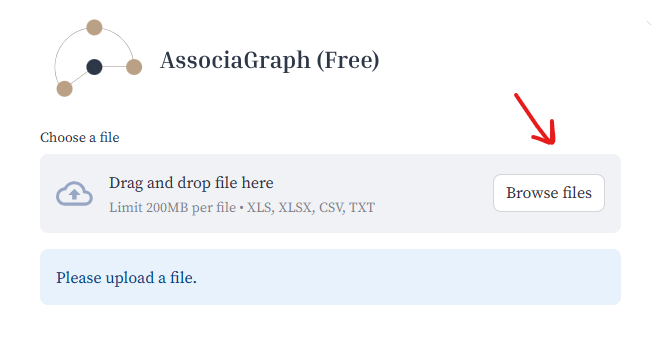 AssociaGraph (Free)
Choose a file
Drag and drop file here
Limit 200MB per file • XLS, XLSX, CSV, TXT
Browse files
Please upload a file.